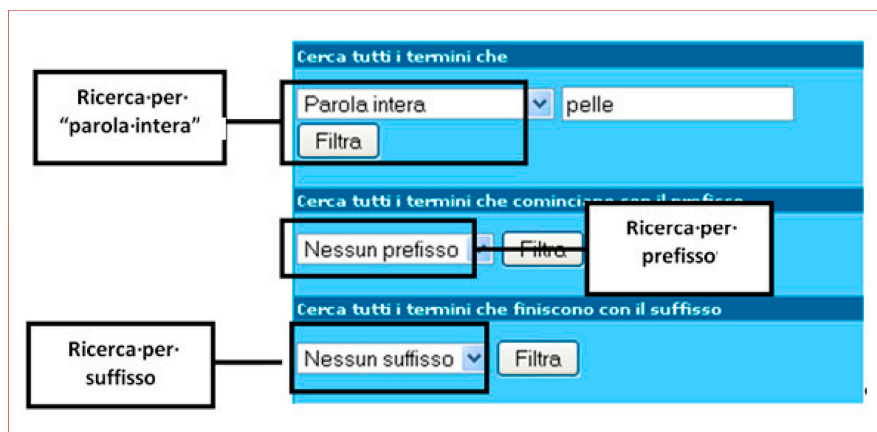 Cerca tutti i termini che
Ricerca·per·
“parola·intera”
Parola intera
pelle
Filtra
Cerca tutti i termini che cominciano con il prefisso
Ricerca·per·
prefisso
Nessun prefisso
Filtra
Cerca tutti i termini che finiscono con il suffisso
Ricerca·per·
suffisso
Nessun suffisso
Filtra